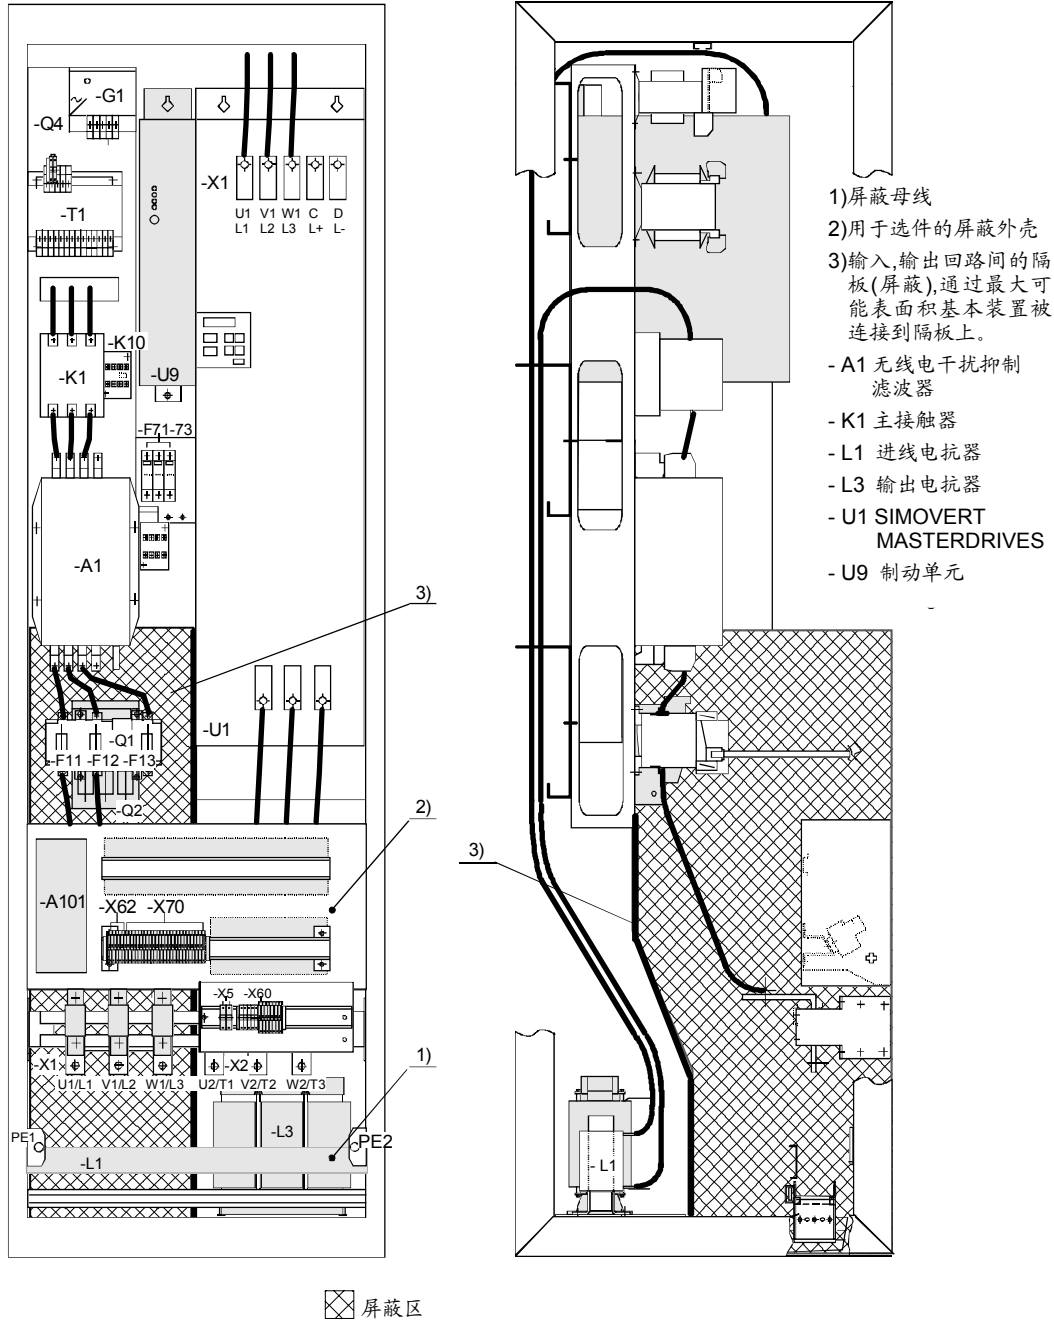 -G1
-Q4
-X1
U1 V1 W1 C D
L1 L2 L3 L+ L-
-T1
-K10
-K1
-U9
-F71-73
-A1
3)
-U1
-Q1
-F11 -F12 -F13
-Q2
2)
-A101
-X62 -X70
-X5 -X60
-X1
-X2
1)
U1/L1 V1/L2 W1/L3 U2/T1 V2/T2 W2/T3
PE1
-L3
PE2
-L1
3)
- L1
1)屏蔽母线
2)用于选件的屏蔽外壳
3)输入,输出回路间的隔
板(屏蔽),通过最大可
能表面积基本装置被
连接到隔板上。
- A1 无线电干扰抑制
滤波器
- K1 主接触器
- L1 进线电抗器
- L3 输出电抗器
- U1 SIMOVERT
MASTERDRIVES
- U9 制动单元
屏蔽区